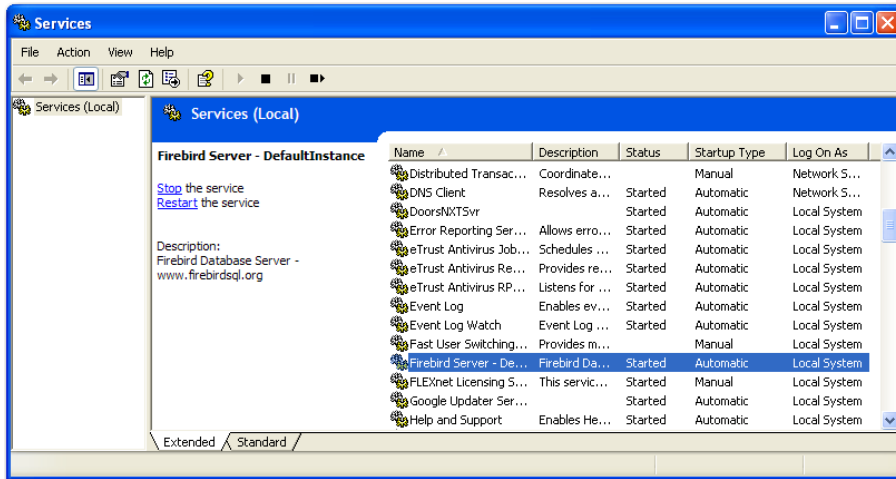 Services
File Action View Help
Services (Local)
Services (Local)
Firebird Server - DefaultInstance
Stop the service
Restart the service
Description:
Firebird Database Server -
www.firebirdsql.org
Name Description Status Startup Type Log On As
Distributed Transac... Coordinate... Manual Network S...
DNS Client Resolves a... Started Automatic Network S...
DoorsNXTSvr Started Automatic Local System
Error Reporting Ser... Allows erro... Started Automatic Local System
eTrust Antivirus Job... Schedules ... Started Automatic Local System
eTrust Antivirus Re... Provides re... Started Automatic Local System
eTrust Antivirus RP... Listens for ... Started Automatic Local System
Event Log Enables ev... Started Automatic Local System
Event Log Watch Event Log ... Started Automatic Local System
Fast User Switching... Provides m... Manual Local System
Firebird Server - De... Firebird Da... Started Automatic Local System
FLEXnet Licensing S... This servic... Started Manual Local System
Google Updater Ser... Started Automatic Local System
Help and Support Enables He... Started Automatic Local System
Extended Standard